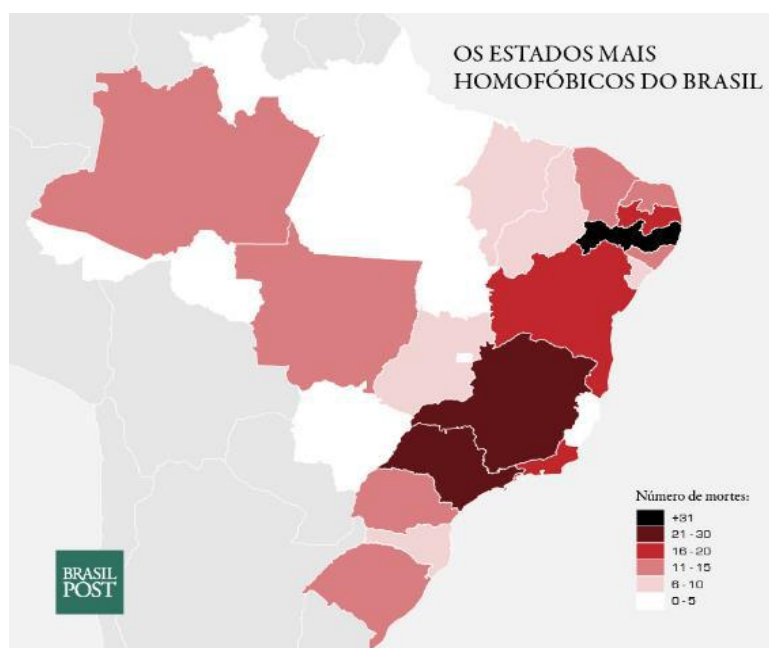 OS ESTADOS MAIS
HOMOFÓBICOS DO BRASIL
Número de mortes:
+31
21 - 30
16 - 20
11 - 15
6 - 10
0 - 5
BRASIL
POST